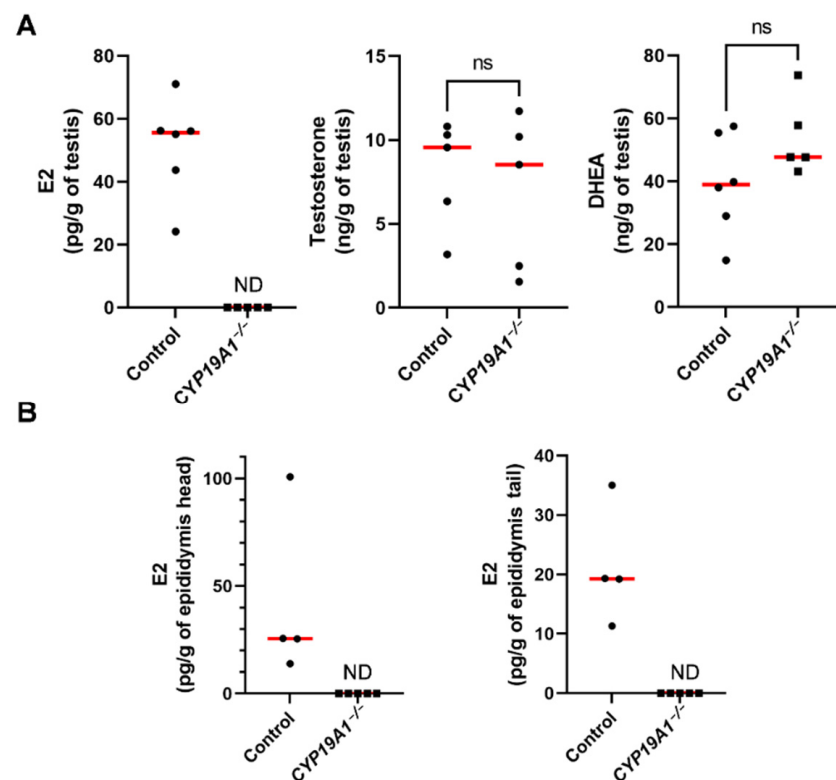 A
E2
(pg/g of testis)
80
60
40
20
0
ND
Control
CYP19A1-/-
Testosterone
(ng/g of testis)
15
10
5
0
ns
Control
CYP19A1-/-
DHEA
(ng/g of testis)
80
60
40
20
0
ns
Control
CYP19A1-/-
B
E2
(pg/g of epididymis head)
100
50
0
ND
Control
CYP19A1-/-
E2
(pg/g of epididymis tail)
40
30
20
10
0
ND
Control
CYP19A1-/-